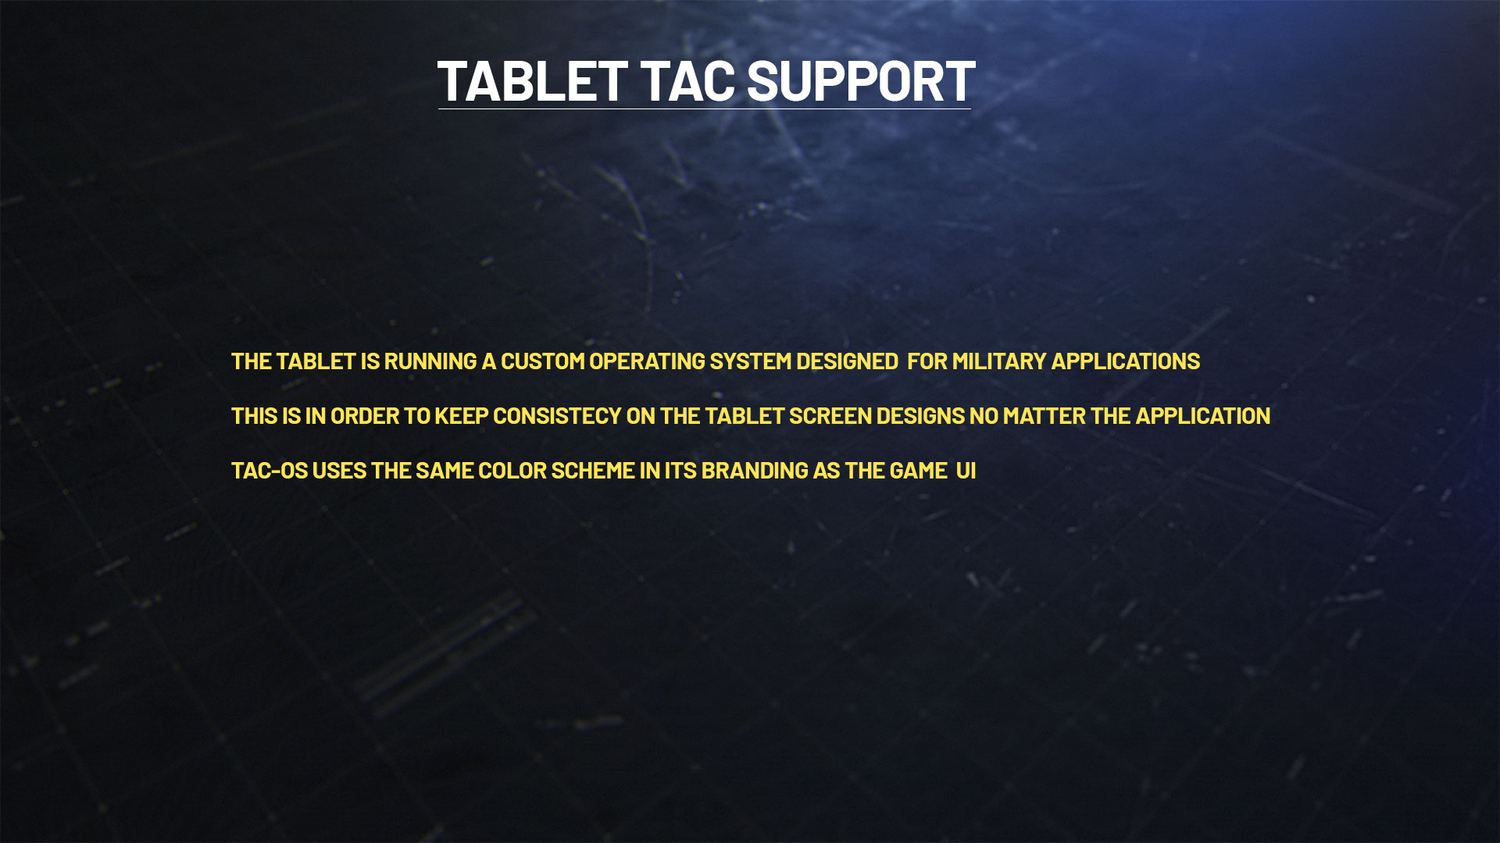 TABLET TAC SUPPORT
THE TABLET IS RUNNING A CUSTOM OPERATING SYSTEM DESIGNED  FOR MILITARY APPLICATIONS
THIS IS IN ORDER TO KEEP CONSISTECY ON THE TABLET SCREEN DESIGNS NO MATTER THE APPLICATION
TAC-OS USES THE SAME COLOR SCHEME IN ITS BRANDING AS THE GAME  UI